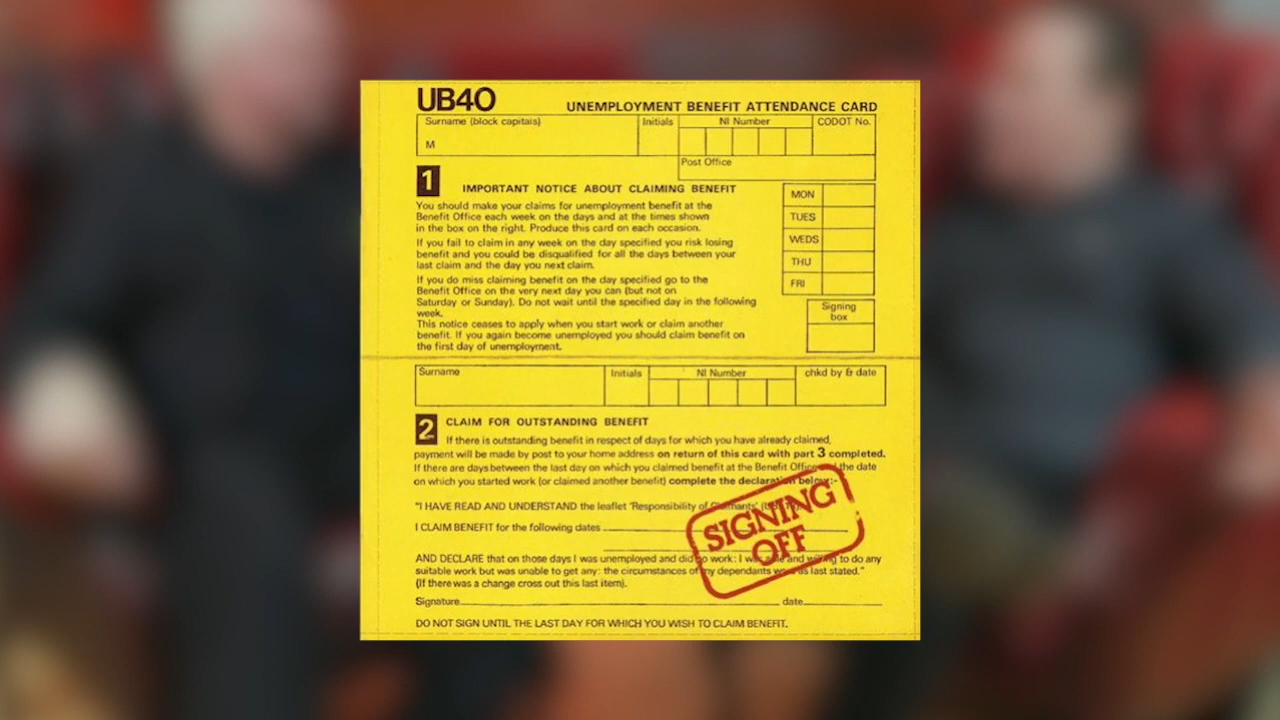 UB40 UNEMPLOYMENT BENEFIT ATTENDANCE CARD
Surname (block capitals) Initials NI Number CODOT No.
M
Post Office
1 IMPORTANT NOTICE ABOUT CLAIMING BENEFIT
You should make your claims for unemployment benefit at the
Benefit Office each week on the days and at the times shown
in the box on the right. Produce this card on each occasion.
If you fail to claim in any week on the day specified you risk losing
benefit and you could be disqualified for all the days between your
last claim and the day you next claim.
If you do miss claiming benefit on the day specified go to the
Benefit Office on the very next day you can (but not on
Saturday or Sunday). Do not wait until the specified day in the following
week.
This notice ceases to apply when you start work or claim another
benefit. If you again become unemployed you should claim benefit on
the first day of unemployment.
MON
TUES
WEDS
THU
FRI
Signing
box
Surname Initials NI Number chkd by & date
2 CLAIM FOR OUTSTANDING BENEFIT
If there is outstanding benefit in respect of days for which you have already claimed,
payment will be made by post to your home address on return of this card with part 3 completed.
If there are days between the last day on which you claimed benefit at the Benefit Office and the date
on which you started work (or claimed another benefit) complete the declaration below:-
"I HAVE READ AND UNDERSTAND the leaflet 'Responsibility of Claimants'
I CLAIM BENEFIT for the following dates
AND DECLARE that on those days I was unemployed and did no work: I was able and willing to do any
suitable work but was unable to get any: the circumstances of my dependants were as last stated."
(If there was a change cross out this last item).
Signature date
DO NOT SIGN UNTIL THE LAST DAY FOR WHICH YOU WISH TO CLAIM BENEFIT.
SIGNING
OFF